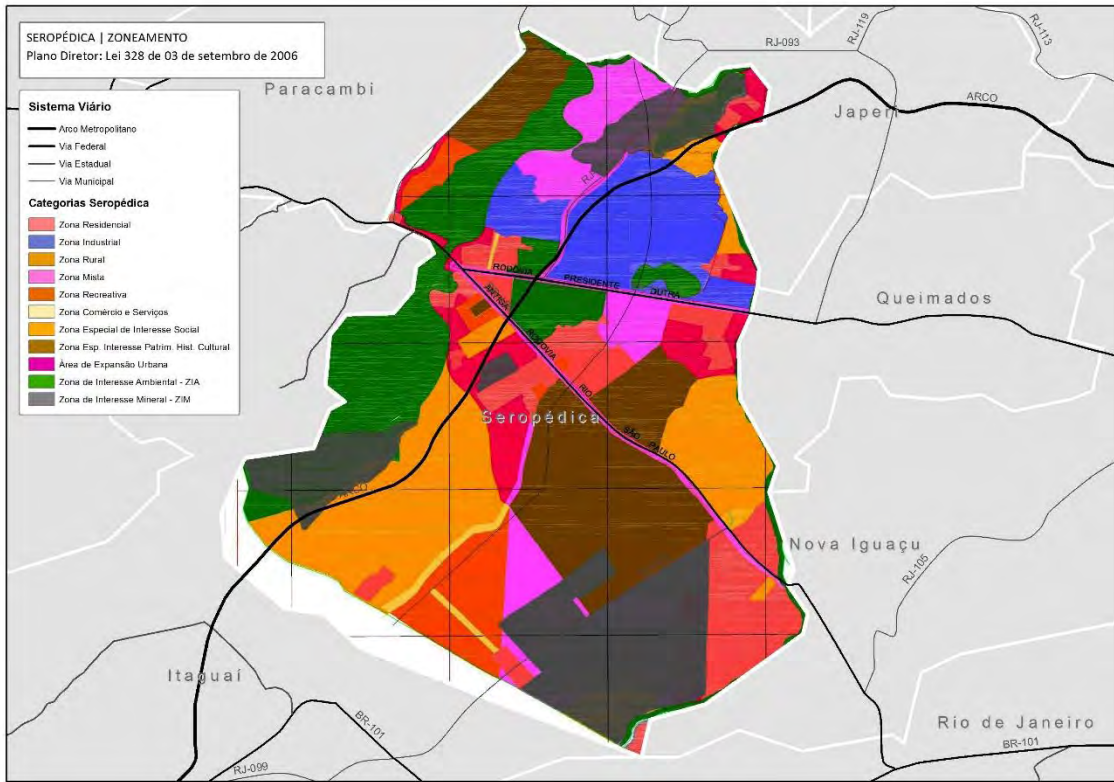 SEROPÉDICA | ZONEAMENTO
Plano Diretor: Lei 328 de 03 de setembro de 2006
Sistema Viário
Arco Metropolitano
Via Federal
Via Estadual
Via Municipal
Categorias Seropédica
Zona Residencial
Zona Industrial
Zona Rural
Zona Mista
Zona Recreativa
Zona Comércio e Serviços
Zona Especial de Interesse Social
Zona Esp. Interesse Patrim. Hist. Cultural
Área de Expansão Urbana
Zona de Interesse Ambiental - ZIA
Zona de Interesse Mineral - ZIM
RJ-093
RJ-119
RJ-113
Paracambi
Japeri
ARCO
RODOVIA PRESIDENTE DUTRA
Queimados
ANTIGA RODOVIA RIO SÃO PAULO
Seropédica
ARCO
Nova Iguaçu
RJ-105
Itaguaí
BR-101
RJ-099
Rio de Janeiro
BR-101